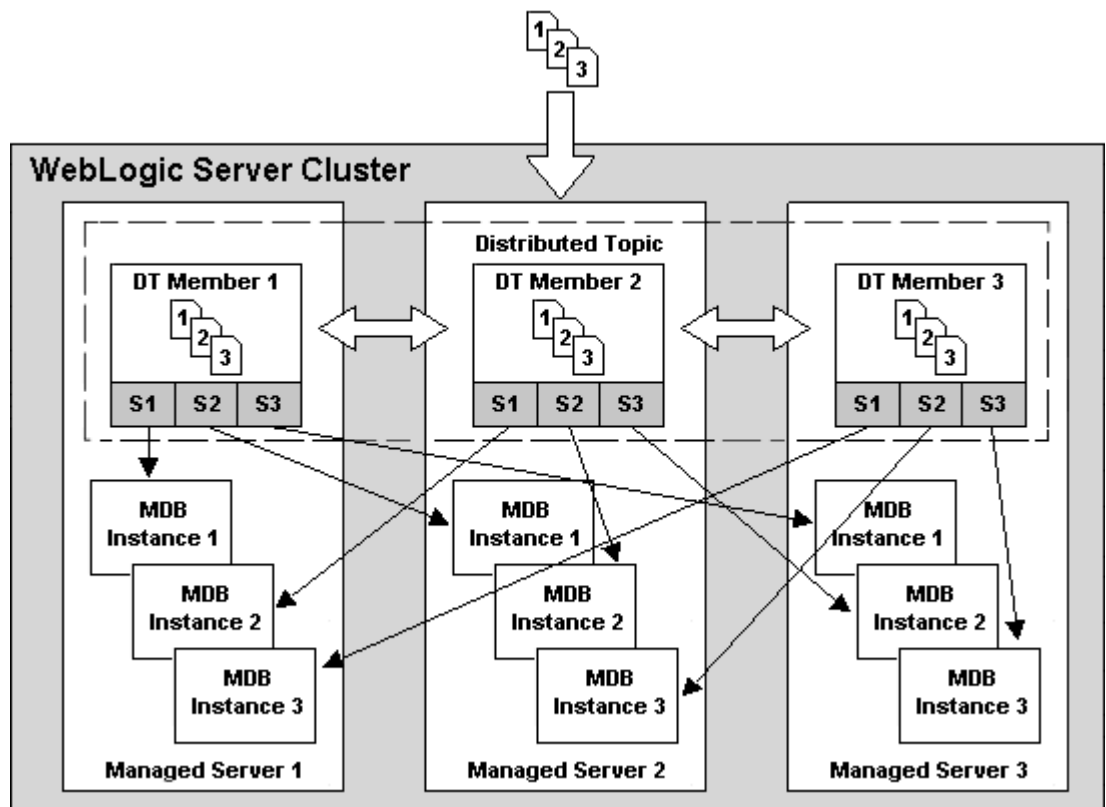 1
2
3
WebLogic Server Cluster
Distributed Topic
DT Member 1
1
2
3
S1 S2 S3
DT Member 2
1
2
3
S1 S2 S3
DT Member 3
1
2
3
S1 S2 S3
MDB
Instance 1
MDB
Instance 2
MDB
Instance 3
Managed Server 1
MDB
Instance 1
MDB
Instance 2
MDB
Instance 3
Managed Server 2
MDB
Instance 1
MDB
Instance 2
MDB
Instance 3
Managed Server 3